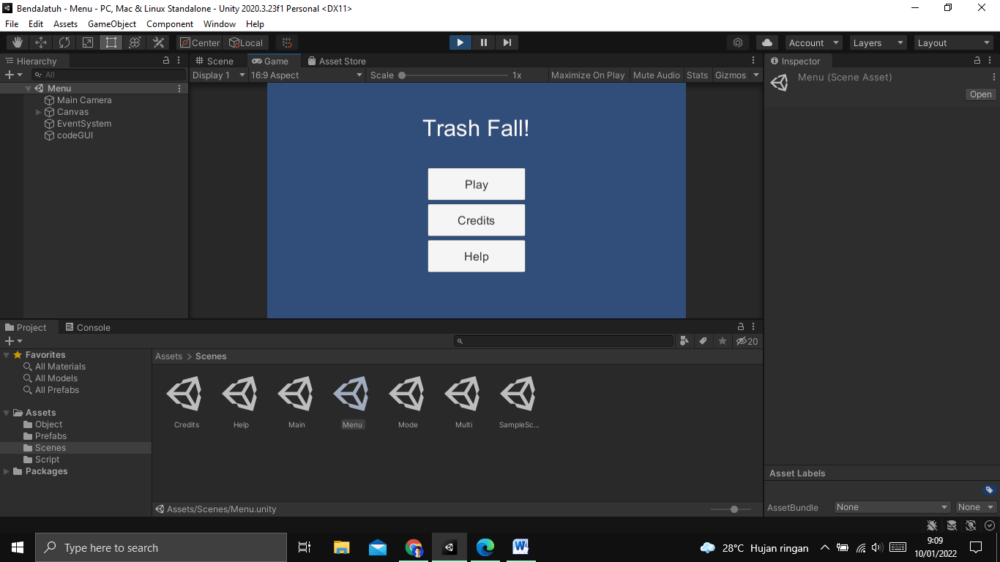 BendaJatuh - Menu - PC, Mac & Linux Standalone - Unity 2020.3.23f1 Personal <DX11>
File Edit Assets GameObject Component Window Help
Center Local Account Layers Layout
Hierarchy Scene Game Asset Store Inspector
All Display 1 16:9 Aspect Scale 1x Maximize On Play Mute Audio Stats Gizmos Menu (Scene Asset)
Open
Menu
Main Camera
Canvas
EventSystem
codeGUI
Trash Fall!
Play
Credits
Help
Project Console
20
Favorites
All Materials
All Models
All Prefabs
Assets
Object
Prefabs
Scenes
Script
Packages
Assets > Scenes
Credits Help Main Menu Mode Multi SampleSc...
Assets/Scenes/Menu.unity
Asset Labels
AssetBundle None None
Type here to search
28°C Hujan ringan
9:09
10/01/2022